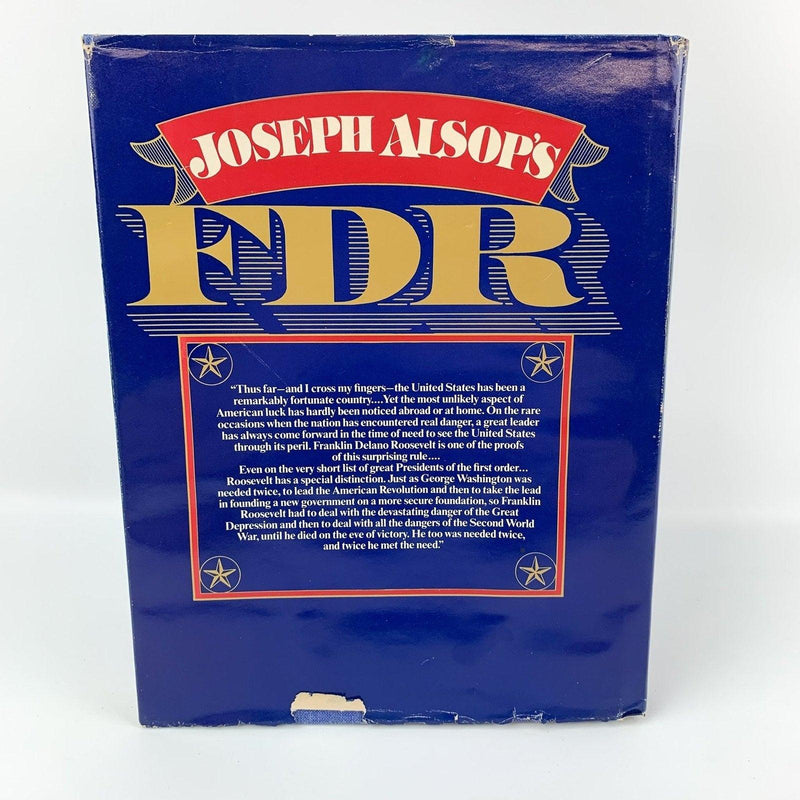 JOSEPH ALSOP'S
FDR
“Thus far—and I cross my fingers—the United States has been a
remarkably fortunate country....Yet the most unlikely aspect of
American luck has hardly been noticed abroad or at home. On the rare
occasions when the nation has encountered real danger, a great leader
has always come forward in the time of need to see the United States
through its peril. Franklin Delano Roosevelt is one of the proofs
of this surprising rule....
Even on the very short list of great Presidents of the first order...
Roosevelt has a special distinction. Just as George Washington was
needed twice, to lead the American Revolution and then to take the lead
in founding a new government on a more secure foundation, so Franklin
Roosevelt had to deal with the devastating danger of the Great
Depression and then to deal with all the dangers of the Second World
War, until he died on the eve of victory. He too was needed twice,
and twice he met the need.”